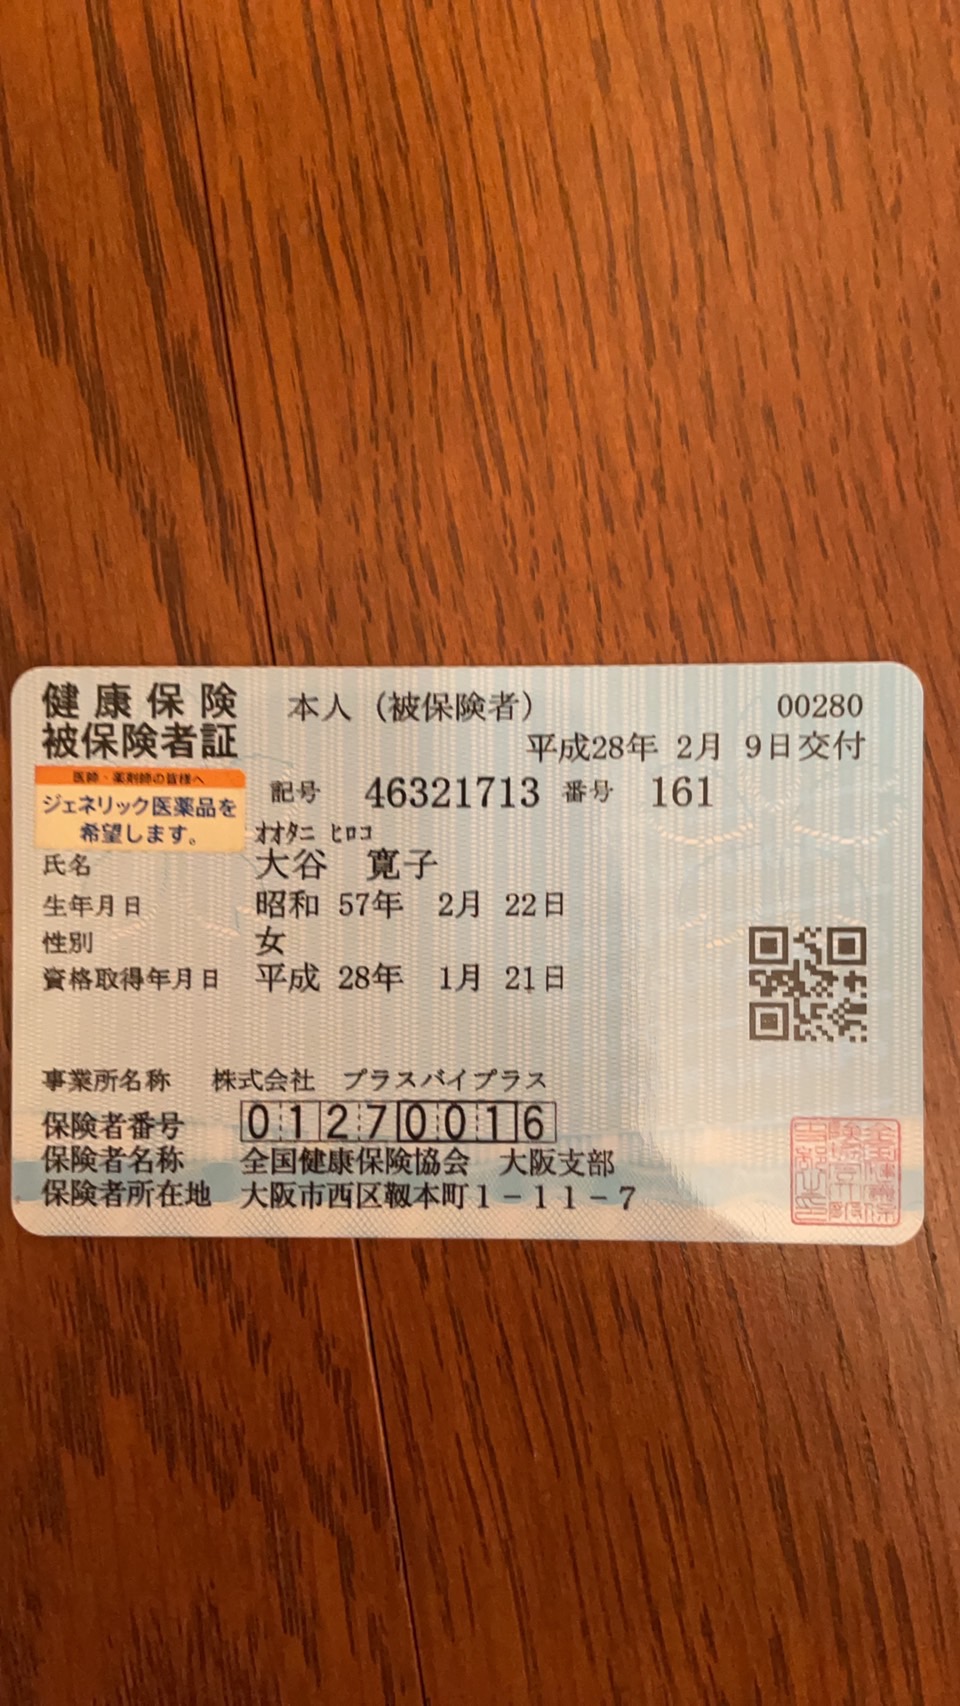 健康保険 本人（被保険者） 00280
被保険者証 平成28年 2月 9日交付
医師・薬剤師の皆様へ
ジェネリック医薬品を
希望します。
記号 46321713 番号 161
オオタニ ヒロコ
氏名 大谷 寛子
生年月日 昭和 57年 2月 22日
性別 女
資格取得年月日 平成 28年 1月 21日
事業所名称 株式会社 プラスバイプラス
保険者番号 01270016
保険者名称 全国健康保険協会 大阪支部
保険者所在地 大阪市西区靱本町1－11－7